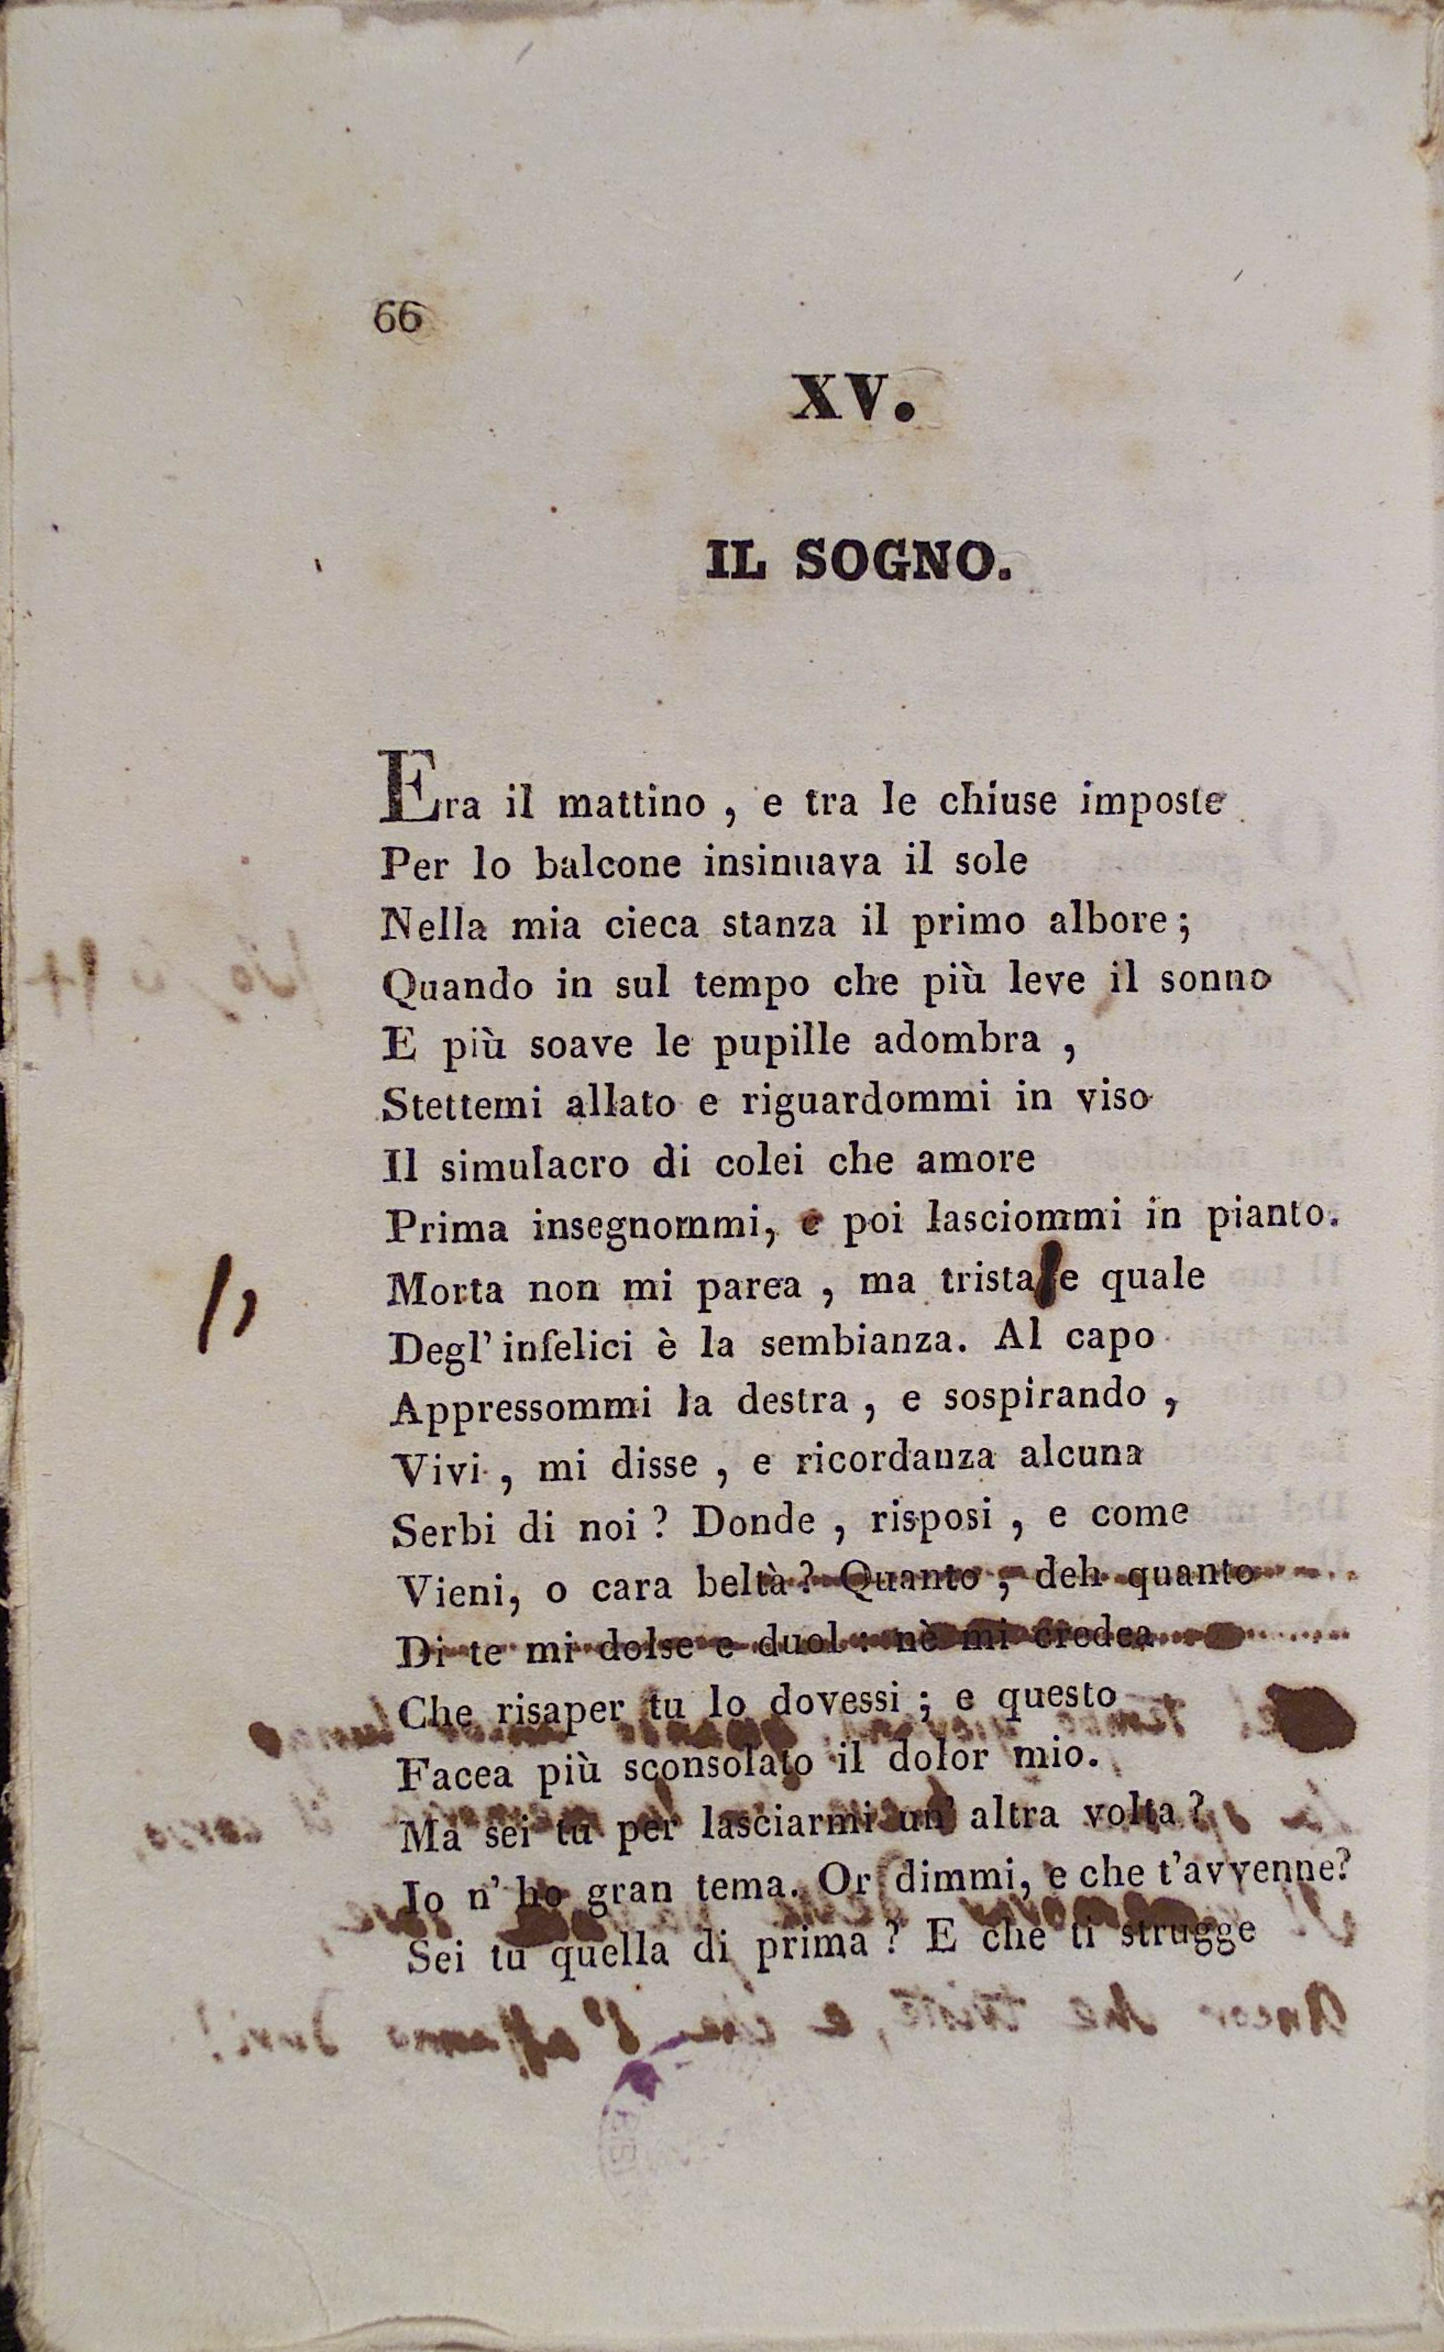 66
XV.
IL SOGNO.
Era il mattino , e tra le chiuse imposte
Per lo balcone insinuava il sole
Nella mia cieca stanza il primo albore ;
Quando in sul tempo che più leve il sonno
E più soave le pupille adombra ,
Stettemi allato e riguardommi in viso
Il simulacro di colei che amore
Prima insegnommi, e poi lasciommi in pianto.
Morta non mi parea , ma trista e quale
Degl' infelici è la sembianza. Al capo
Appressommi la destra , e sospirando ,
Vivi , mi disse , e ricordanza alcuna
Serbi di noi ? Donde , risposi , e come
Vieni, o cara beltà ? Quanto , deh quanto
Di te mi dolse e duol : nè mi credea
Che risaper tu lo dovessi ; e questo
Facea più sconsolato il dolor mio.
Ma sei tu per lasciarmi un' altra volta ?
Io n' ho gran tema. Or dimmi, e che t'avvenne?
Sei tu quella di prima ? E che ti strugge